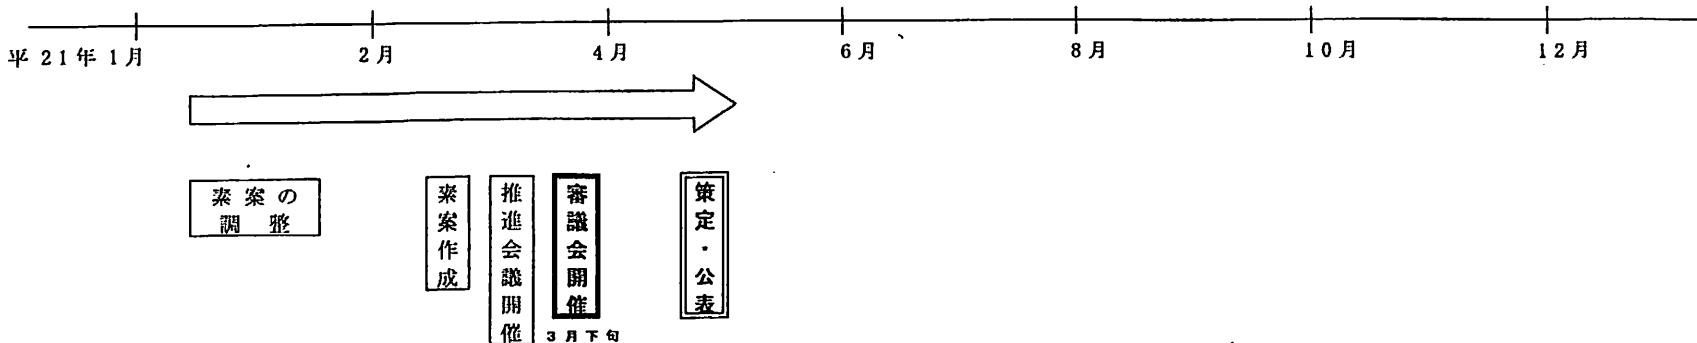 平21年1月
2月
4月
6月
8月
10月
12月
素案の
調整
素案作成
推進会議開催
審議会開催
策定・公表
3月下旬